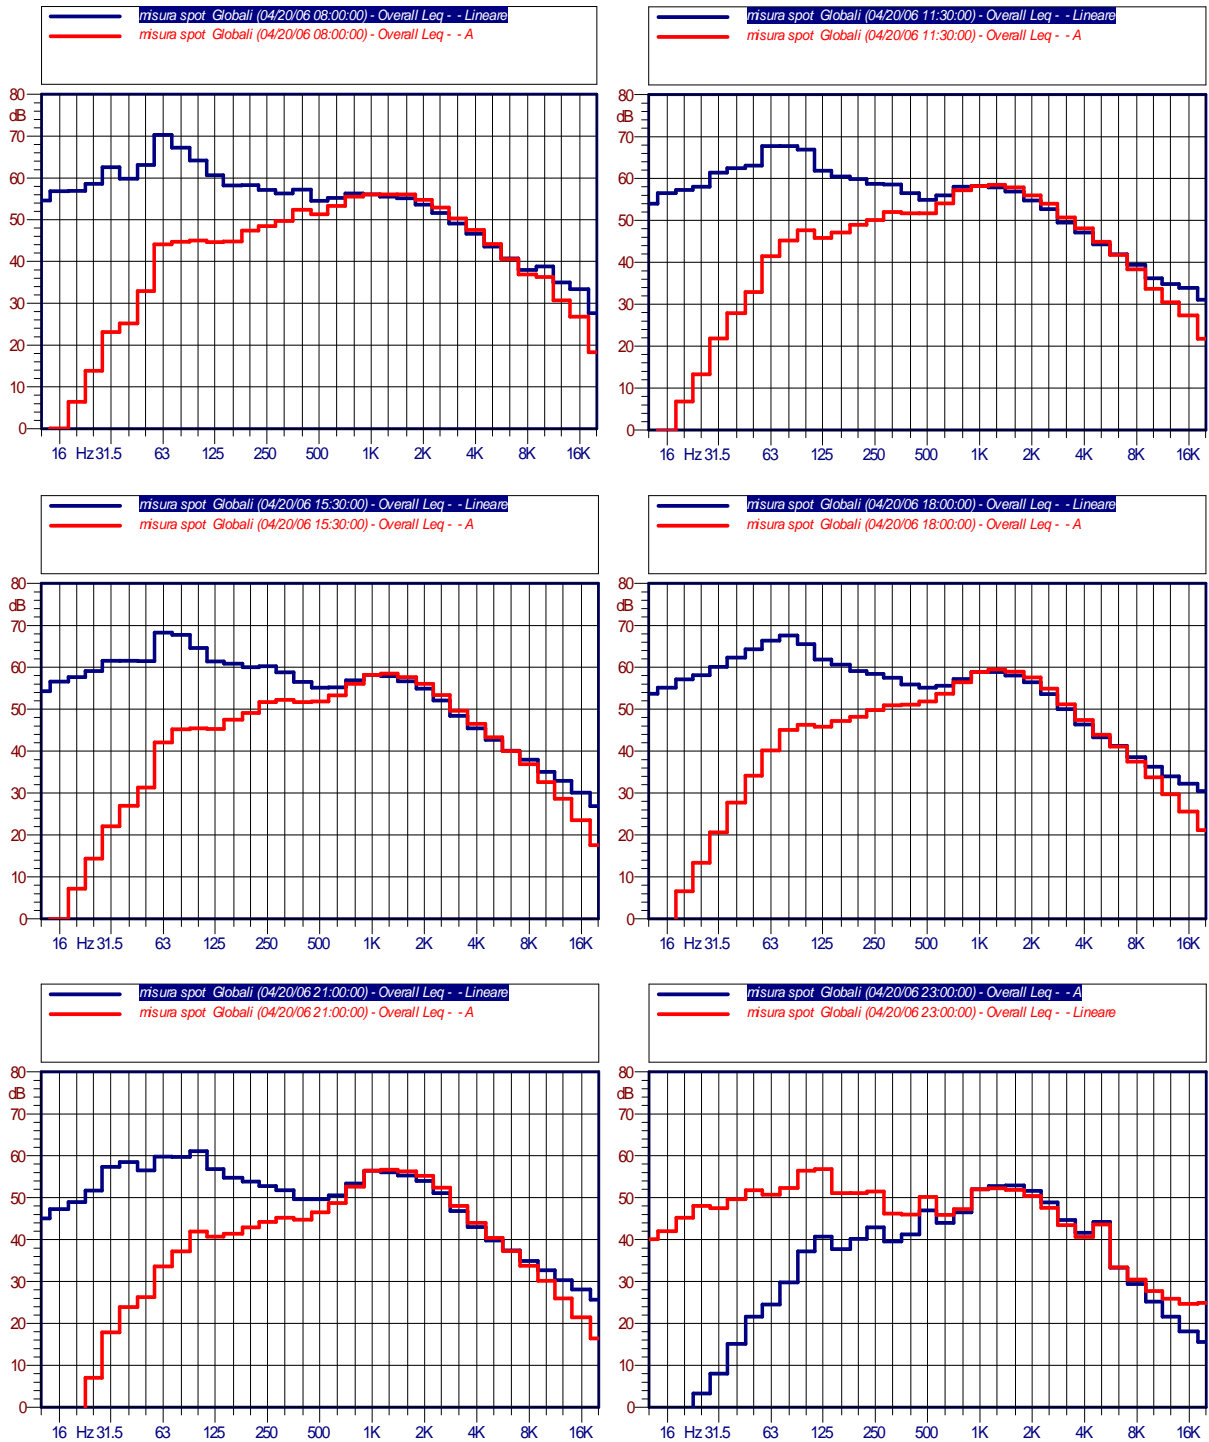 misura spot Globali (04/20/06 08:00:00) - Overall Leq - - Lineare
misura spot Globali (04/20/06 08:00:00) - Overall Leq - - A
80
dB
70
60
50
40
30
20
10
0
16 Hz 31.5 63 125 250 500 1K 2K 4K 8K 16K
misura spot Globali (04/20/06 11:30:00) - Overall Leq - - Lineare
misura spot Globali (04/20/06 11:30:00) - Overall Leq - - A
80
dB
70
60
50
40
30
20
10
0
16 Hz 31.5 63 125 250 500 1K 2K 4K 8K 16K
misura spot Globali (04/20/06 15:30:00) - Overall Leq - - Lineare
misura spot Globali (04/20/06 15:30:00) - Overall Leq - - A
80
dB
70
60
50
40
30
20
10
0
16 Hz 31.5 63 125 250 500 1K 2K 4K 8K 16K
misura spot Globali (04/20/06 18:00:00) - Overall Leq - - Lineare
misura spot Globali (04/20/06 18:00:00) - Overall Leq - - A
80
dB
70
60
50
40
30
20
10
0
16 Hz 31.5 63 125 250 500 1K 2K 4K 8K 16K
misura spot Globali (04/20/06 21:00:00) - Overall Leq - - Lineare
misura spot Globali (04/20/06 21:00:00) - Overall Leq - - A
80
dB
70
60
50
40
30
20
10
0
16 Hz 31.5 63 125 250 500 1K 2K 4K 8K 16K
misura spot Globali (04/20/06 23:00:00) - Overall Leq - - A
misura spot Globali (04/20/06 23:00:00) - Overall Leq - - Lineare
80
dB
70
60
50
40
30
20
10
0
16 Hz 31.5 63 125 250 500 1K 2K 4K 8K 16K